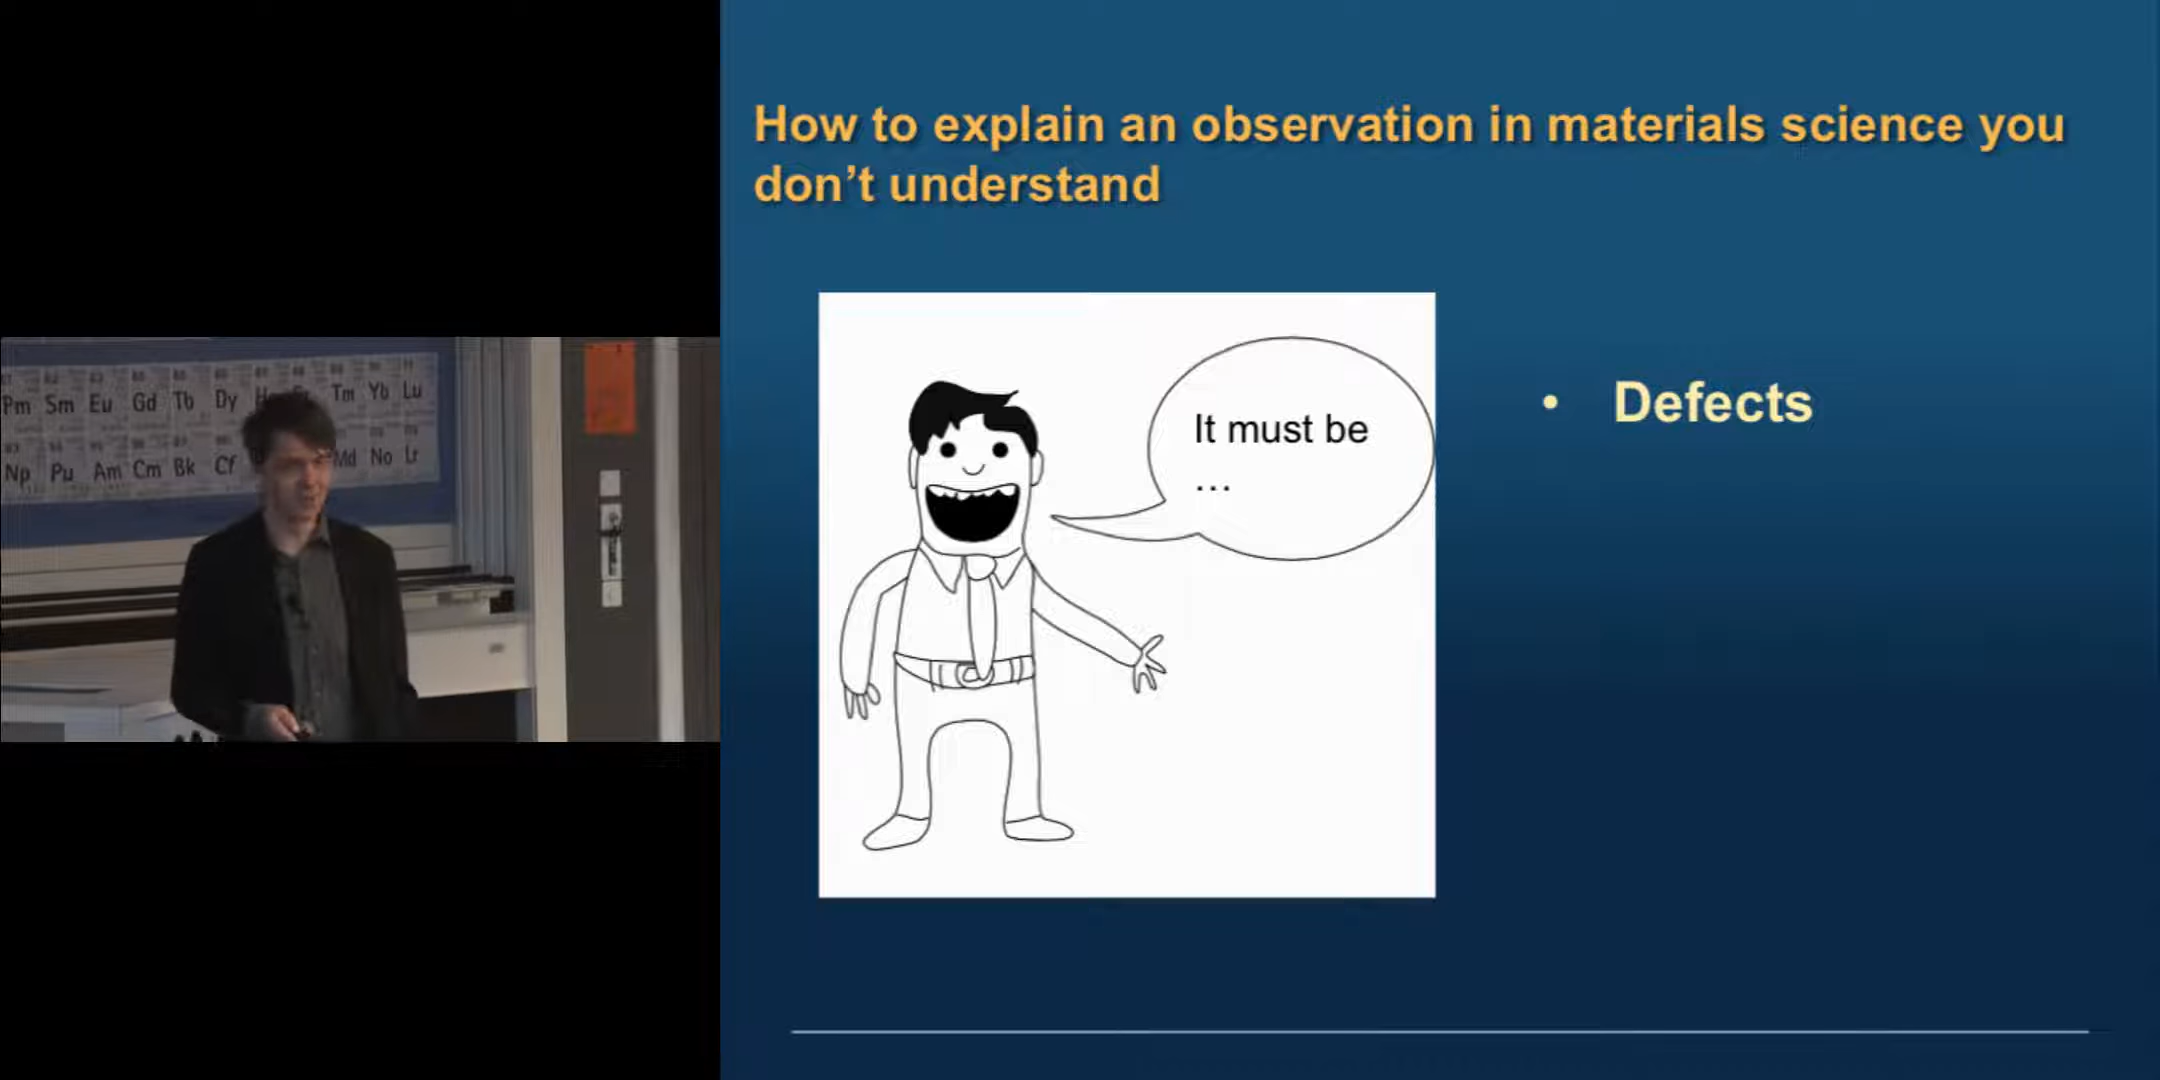 How to explain an observation in materials science you
don’t understand
It must be
...
• Defects
Pm Sm Eu Gd Tb Dy Tm Yb Lu
Np Pu Am Cm Bk Cf Md No Lr